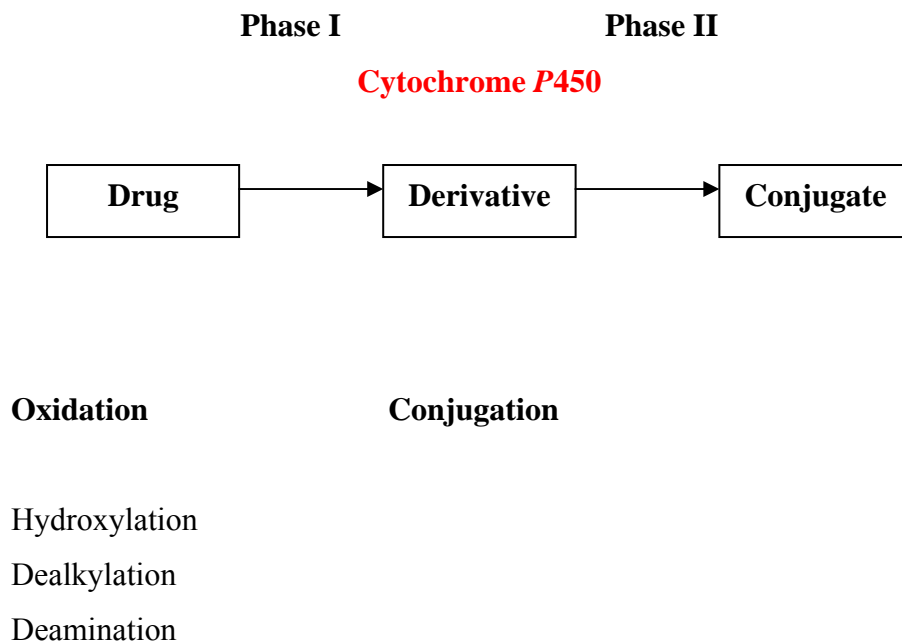 Phase I Phase II
Cytochrome P450
Drug Derivative Conjugate
Oxidation Conjugation
Hydroxylation
Dealkylation
Deamination